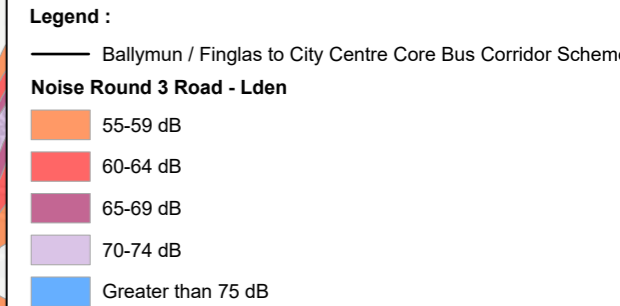 Legend :
Ballymun / Finglas to City Centre Core Bus Corridor Scheme
Noise Round 3 Road - Lden
55-59 dB
60-64 dB
65-69 dB
70-74 dB
Greater than 75 dB